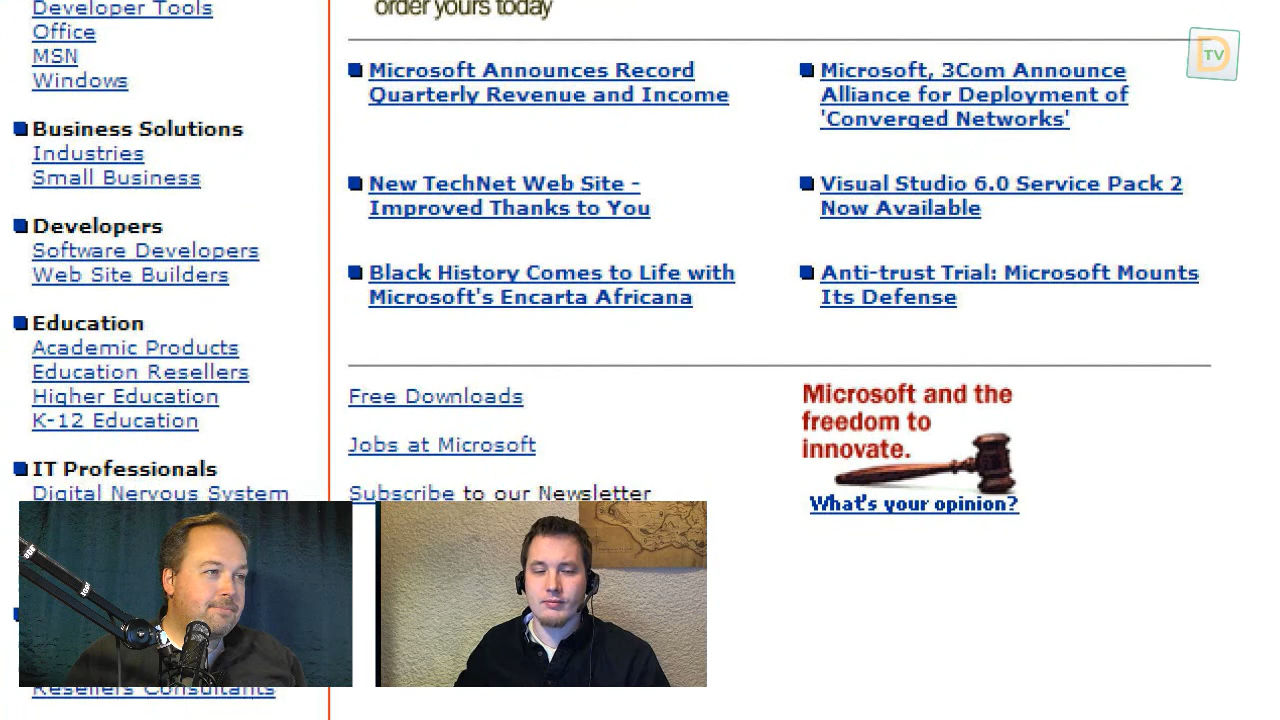 Developer Tools
Office
MSN
Windows
Business Solutions
Industries
Small Business
Developers
Software Developers
Web Site Builders
Education
Academic Products
Education Resellers
Higher Education
K-12 Education
IT Professionals
Digital Nervous System
Resellers Consultants
order yours today
Microsoft Announces Record
Quarterly Revenue and Income
Microsoft, 3Com Announce
Alliance for Deployment of
'Converged Networks'
New TechNet Web Site -
Improved Thanks to You
Visual Studio 6.0 Service Pack 2
Now Available
Black History Comes to Life with
Microsoft's Encarta Africana
Anti-trust Trial: Microsoft Mounts
Its Defense
Free Downloads
Jobs at Microsoft
Subscribe to our Newsletter
Microsoft and the
freedom to
innovate.
What's your opinion?
D
TV